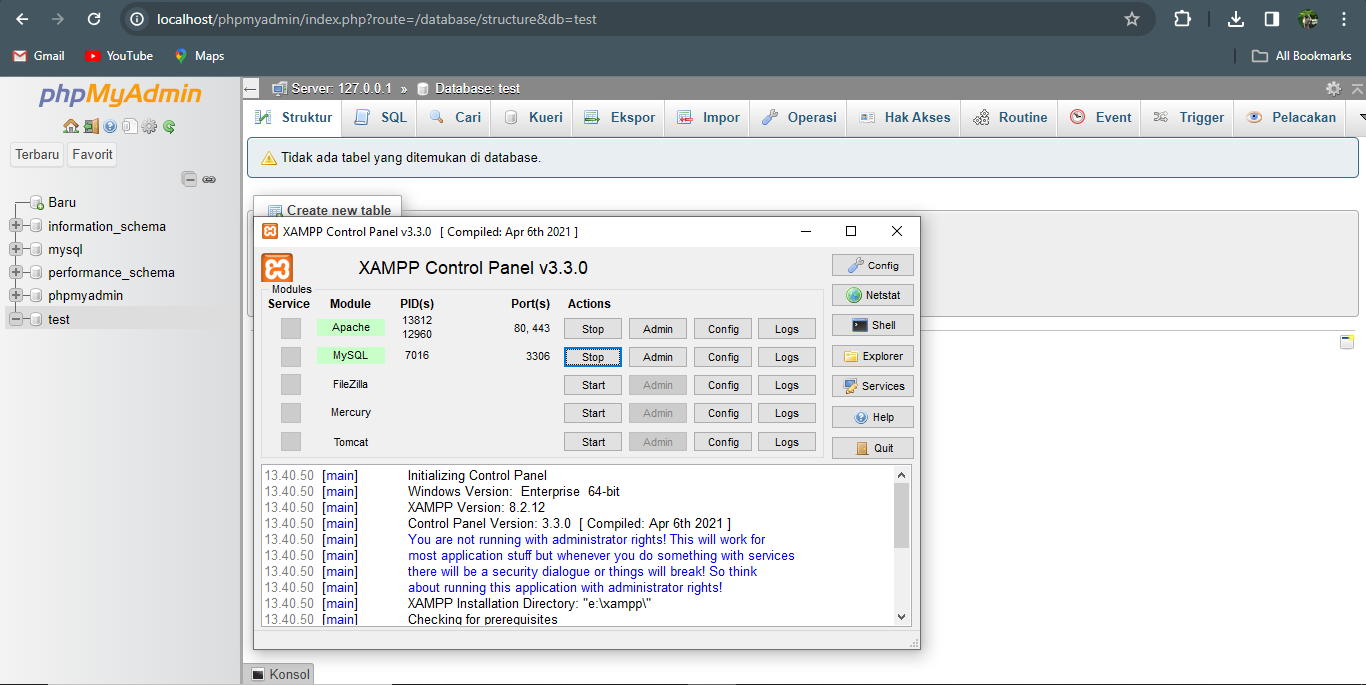 localhost/phpmyadmin/index.php?route=/database/structure&db=test
Gmail YouTube Maps All Bookmarks
phpMyAdmin
Terbaru Favorit
Baru
information_schema
mysql
performance_schema
phpmyadmin
test
Server: 127.0.0.1 » Database: test
Struktur SQL Cari Kueri Ekspor Impor Operasi Hak Akses Routine Event Trigger Pelacakan
Tidak ada tabel yang ditemukan di database.
Create new table
XAMPP Control Panel v3.3.0 [ Compiled: Apr 6th 2021 ]
XAMPP Control Panel v3.3.0
Modules
Service Module PID(s) Port(s) Actions
Apache 13812 12960 80, 443 Stop Admin Config Logs
MySQL 7016 3306 Stop Admin Config Logs
FileZilla Start Admin Config Logs
Mercury Start Admin Config Logs
Tomcat Start Admin Config Logs
Config
Netstat
Shell
Explorer
Services
Help
Quit
13.40.50 [main] Initializing Control Panel
13.40.50 [main] Windows Version: Enterprise 64-bit
13.40.50 [main] XAMPP Version: 8.2.12
13.40.50 [main] Control Panel Version: 3.3.0 [ Compiled: Apr 6th 2021 ]
13.40.50 [main] You are not running with administrator rights! This will work for
13.40.50 [main] most application stuff but whenever you do something with services
13.40.50 [main] there will be a security dialogue or things will break! So think
13.40.50 [main] about running this application with administrator rights!
13.40.50 [main] XAMPP Installation Directory: "e:\xampp\"
13.40.50 [main] Checking for prerequisites
Konsol